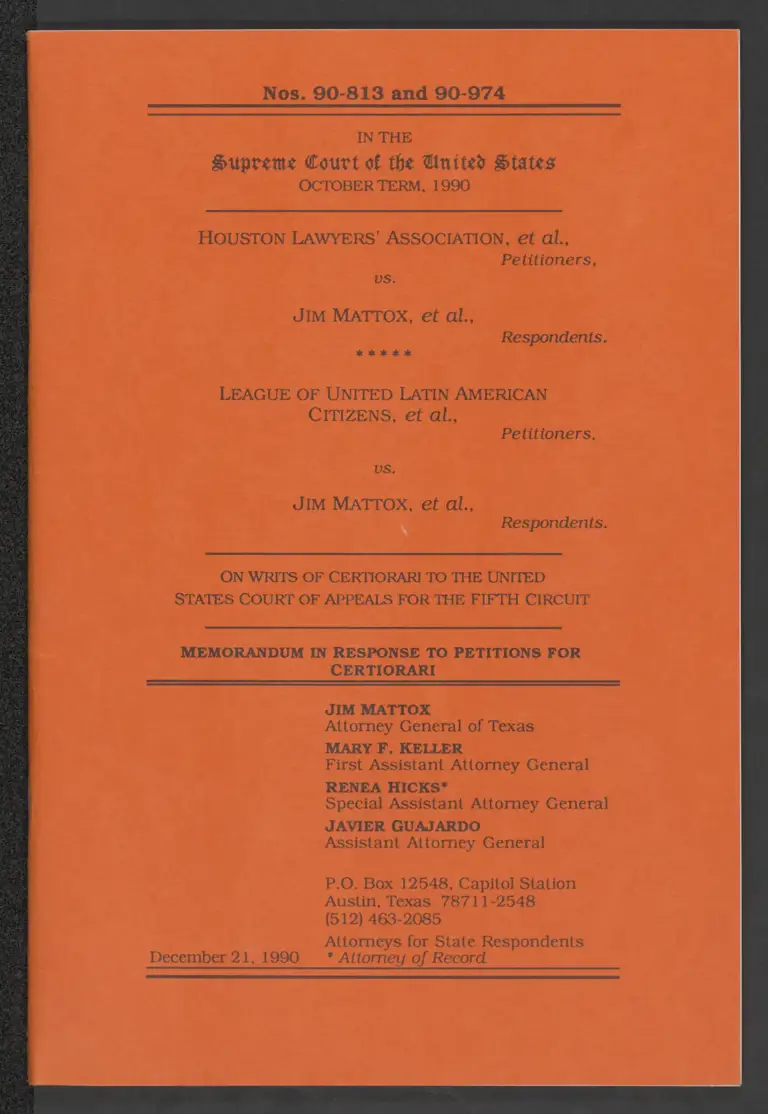 Nos. 90-813 and 90-974
IN THE
Supreme Court of the United States
OCTOBER TERM, 1990
HOUSTON LAWYERS' ASSOCIATION, et al.,
Petitioners,
vs.
JIM MATTOX, et al.,
Respondents.
* * * * *
LEAGUE OF UNITED LATIN AMERICAN
CITIZENS, et al.,
Petitioners,
vs.
JIM MATTOX, et al.,
Respondents.
ON WRITS OF CERTIORARI TO THE UNITED
STATES COURT OF APPEALS FOR THE FIFTH CIRCUIT
MEMORANDUM IN RESPONSE TO PETITIONS FOR
CERTIORARI
JIM MATTOX
Attorney General of Texas
MARY F. KELLER
First Assistant Attorney General
RENEA HICKS*
Special Assistant Attorney General
JAVIER GUAJARDO
Assistant Attorney General
P.O. Box 12548, Capitol Station
Austin, Texas 78711-2548
(512) 463-2085
Attorneys for State Respondents
December 21, 1990 * Attorney of Record